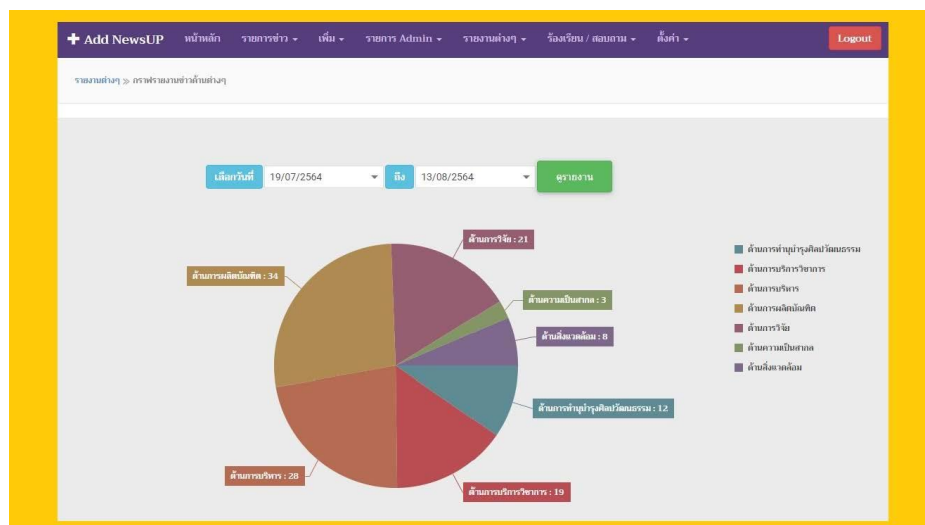 Add NewsUP หน้าหลัก รายการข่าว เพิ่ม รายการ Admin รายงานต่างๆ ร้องเรียน / สอบถาม ตั้งค่า Logout
รายงานต่างๆ » กราฟรายงานข่าวด้านต่างๆ
เลือกวันที่ 19/07/2564 ถึง 13/08/2564 ดูรายงาน
ด้านการวิจัย : 21
ด้านการผลิตบัณฑิต : 34
ด้านความเป็นสากล : 3
ด้านสิ่งแวดล้อม : 8
ด้านการทำนุบำรุงศิลปวัฒนธรรม : 12
ด้านการบริหาร : 28
ด้านการบริการวิชาการ : 19
ด้านการทำนุบำรุงศิลปวัฒนธรรม
ด้านการบริการวิชาการ
ด้านการบริหาร
ด้านการผลิตบัณฑิต
ด้านการวิจัย
ด้านความเป็นสากล
ด้านสิ่งแวดล้อม